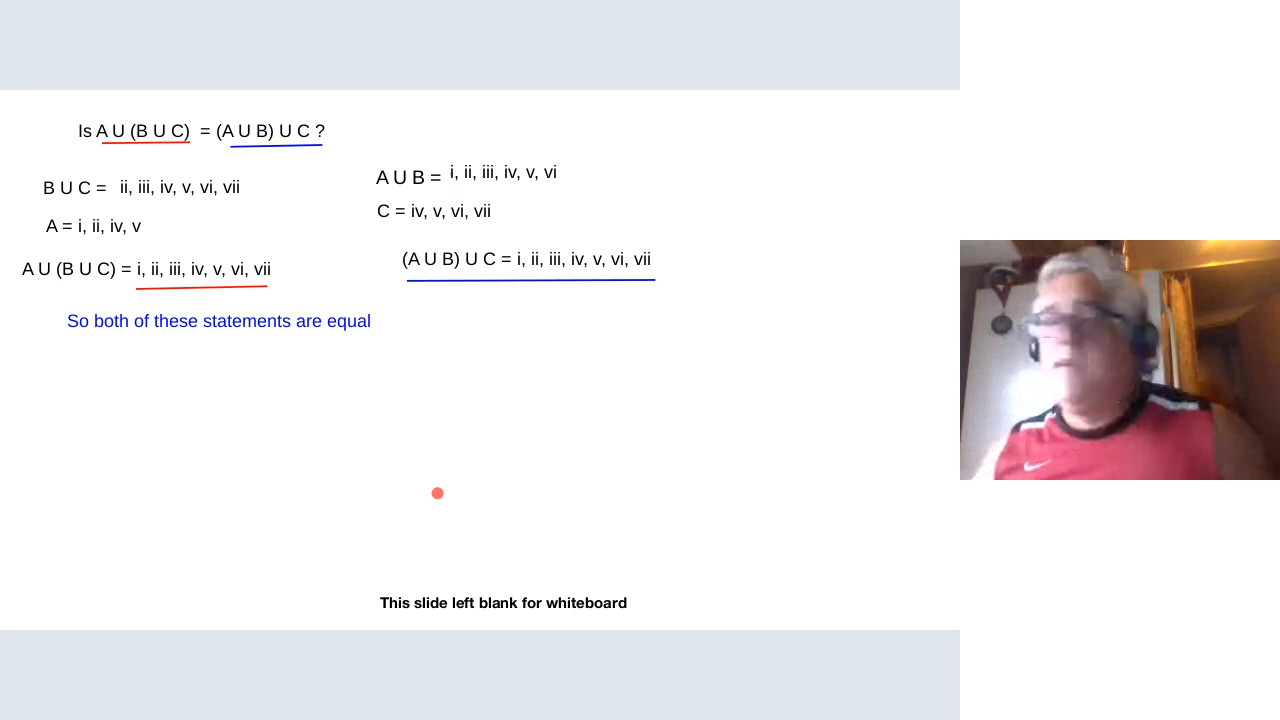 Is A U (B U C) = (A U B) U C ?
B U C = ii, iii, iv, v, vi, vii
A = i, ii, iv, v
A U (B U C) = i, ii, iii, iv, v, vi, vii
A U B = i, ii, iii, iv, v, vi
C = iv, v, vi, vii
(A U B) U C = i, ii, iii, iv, v, vi, vii
So both of these statements are equal
This slide left blank for whiteboard